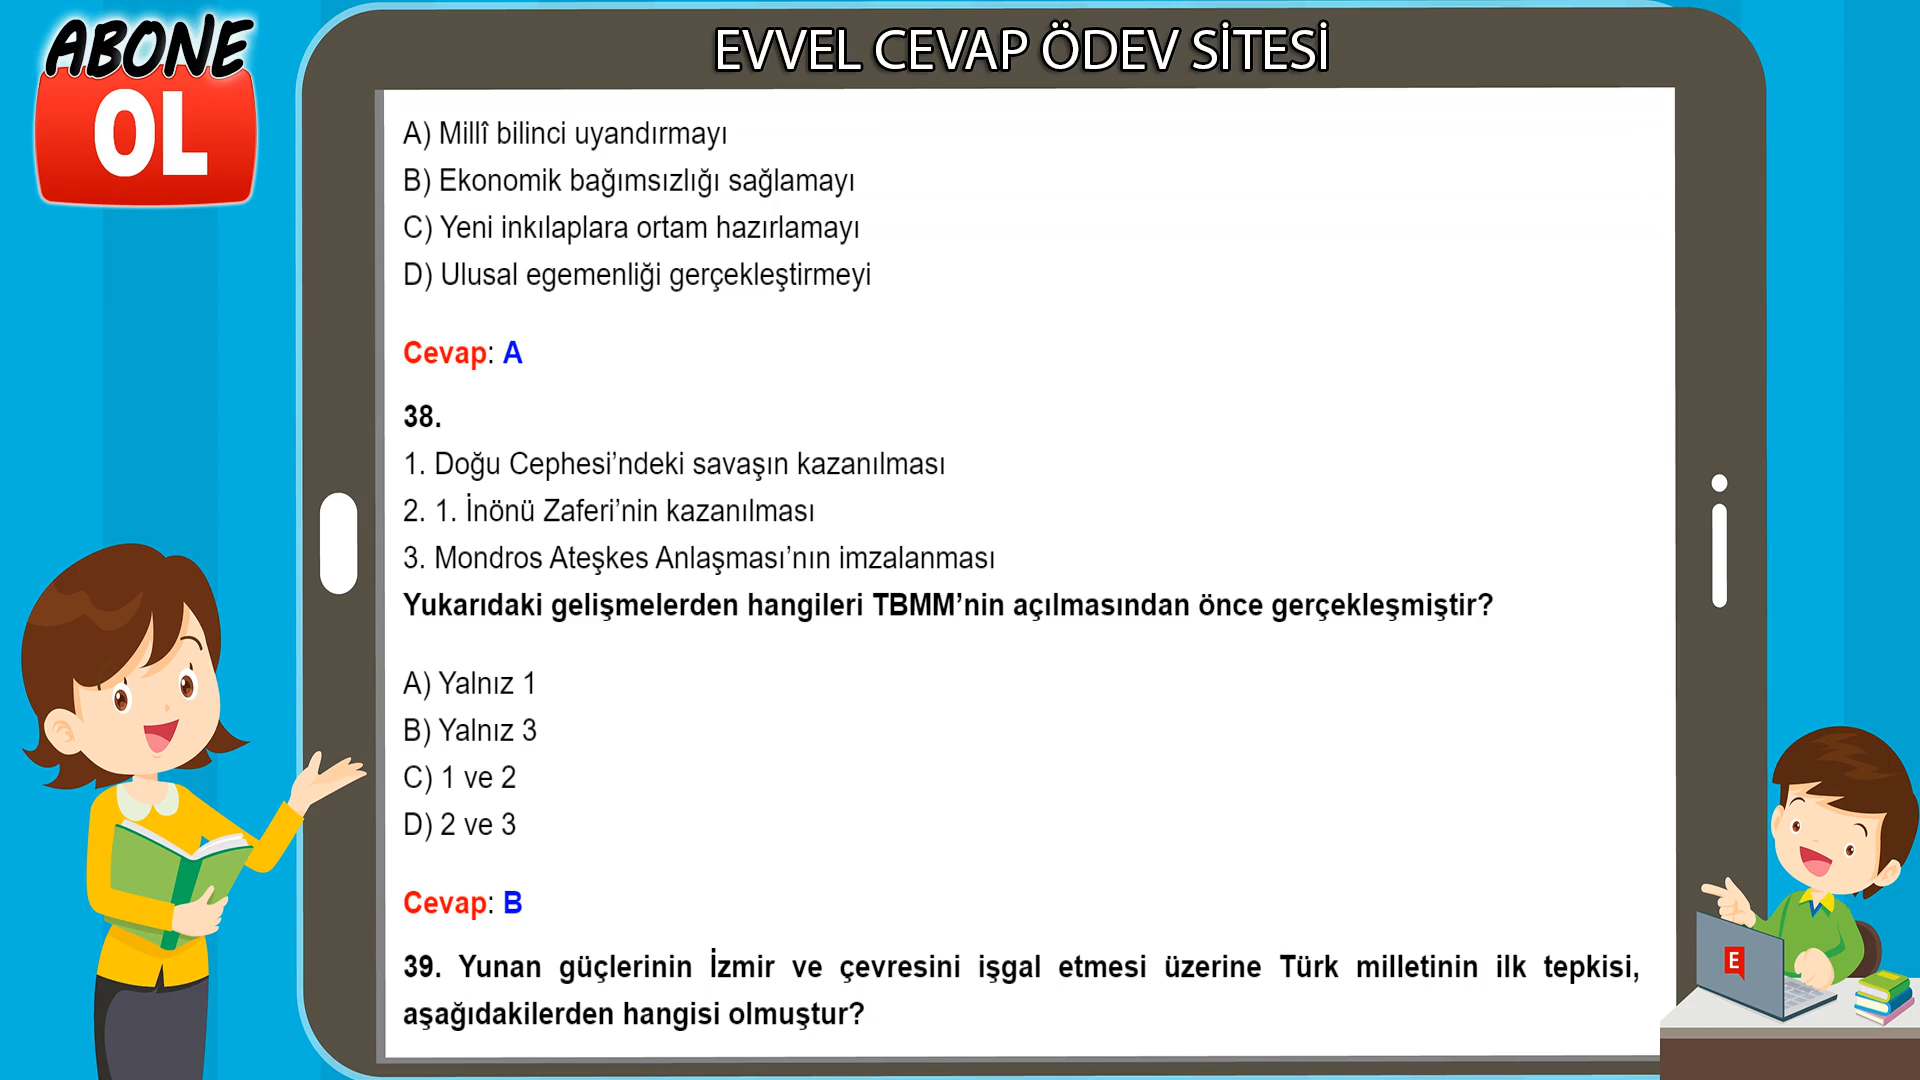 ABONE
OL
EVVEL CEVAP ÖDEV SİTESİ
A) Millî bilinci uyandırmayı
B) Ekonomik bağımsızlığı sağlamayı
C) Yeni inkılaplara ortam hazırlamayı
D) Ulusal egemenliği gerçekleştirmeyi
Cevap: A
38.
1. Doğu Cephesi’ndeki savaşın kazanılması
2. 1. İnönü Zaferi’nin kazanılması
3. Mondros Ateşkes Anlaşması’nın imzalanması
Yukarıdaki gelişmelerden hangileri TBMM’nin açılmasından önce gerçekleşmiştir?
A) Yalnız 1
B) Yalnız 3
C) 1 ve 2
D) 2 ve 3
Cevap: B
39. Yunan güçlerinin İzmir ve çevresini işgal etmesi üzerine Türk milletinin ilk tepkisi,
aşağıdakilerden hangisi olmuştur?
E